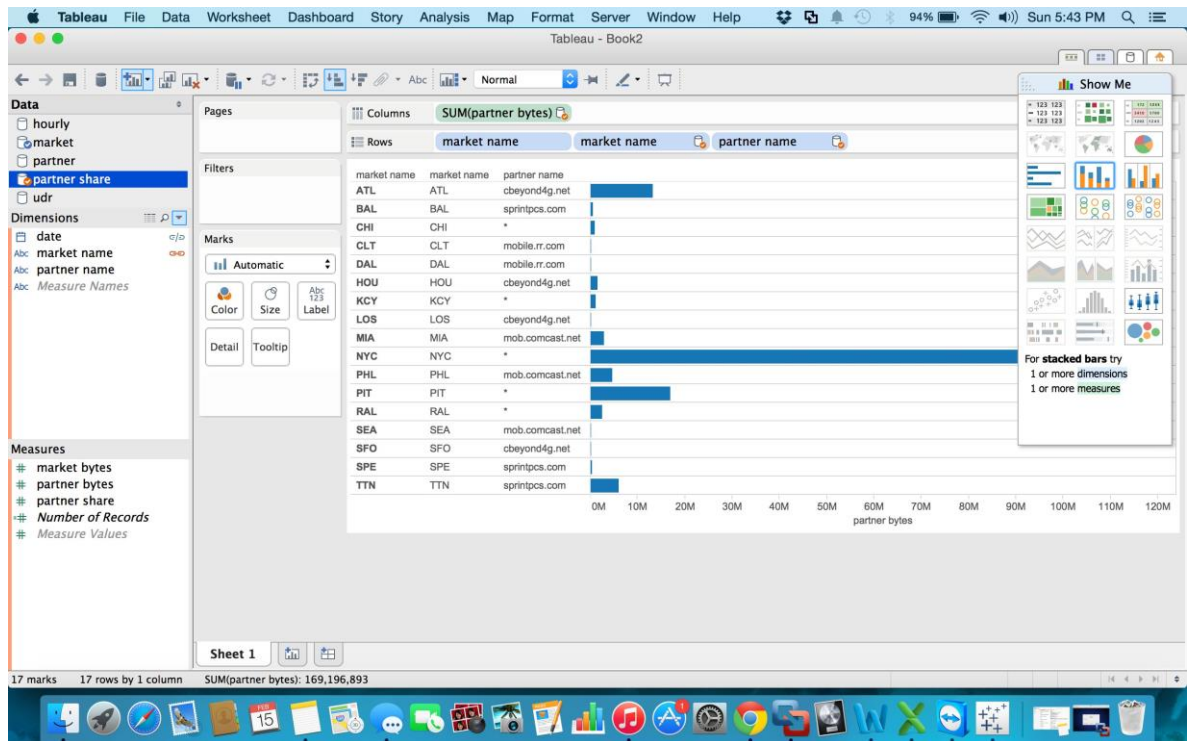 Tableau File Data Worksheet Dashboard Story Analysis Map Format Server Window Help 94% Sun 5:43 PM
Tableau - Book2
Abc Normal
Show Me
Data
hourly
market
partner
partner share
udr
Dimensions
date
Abc market name
Abc partner name
Abc Measure Names
Measures
# market bytes
# partner bytes
# partner share
# Number of Records
# Measure Values
Pages
Filters
Marks
Automatic
Color Size Abc 123 Label
Detail Tooltip
Columns SUM(partner bytes)
Rows market name market name partner name
market name market name partner name
ATL ATL cbeyond4g.net
BAL BAL sprintpcs.com
CHI CHI *
CLT CLT mobile.rr.com
DAL DAL mobile.rr.com
HOU HOU cbeyond4g.net
KCY KCY *
LOS LOS cbeyond4g.net
MIA MIA mob.comcast.net
NYC NYC *
PHL PHL mob.comcast.net
PIT PIT *
RAL RAL *
SEA SEA mob.comcast.net
SFO SFO cbeyond4g.net
SPE SPE sprintpcs.com
TTN TTN sprintpcs.com
0M 10M 20M 30M 40M 50M 60M 70M 80M 90M 100M 110M 120M
partner bytes
For stacked bars try
1 or more dimensions
1 or more measures
Sheet 1
17 marks 17 rows by 1 column SUM(partner bytes): 169,196,893
FEB
15